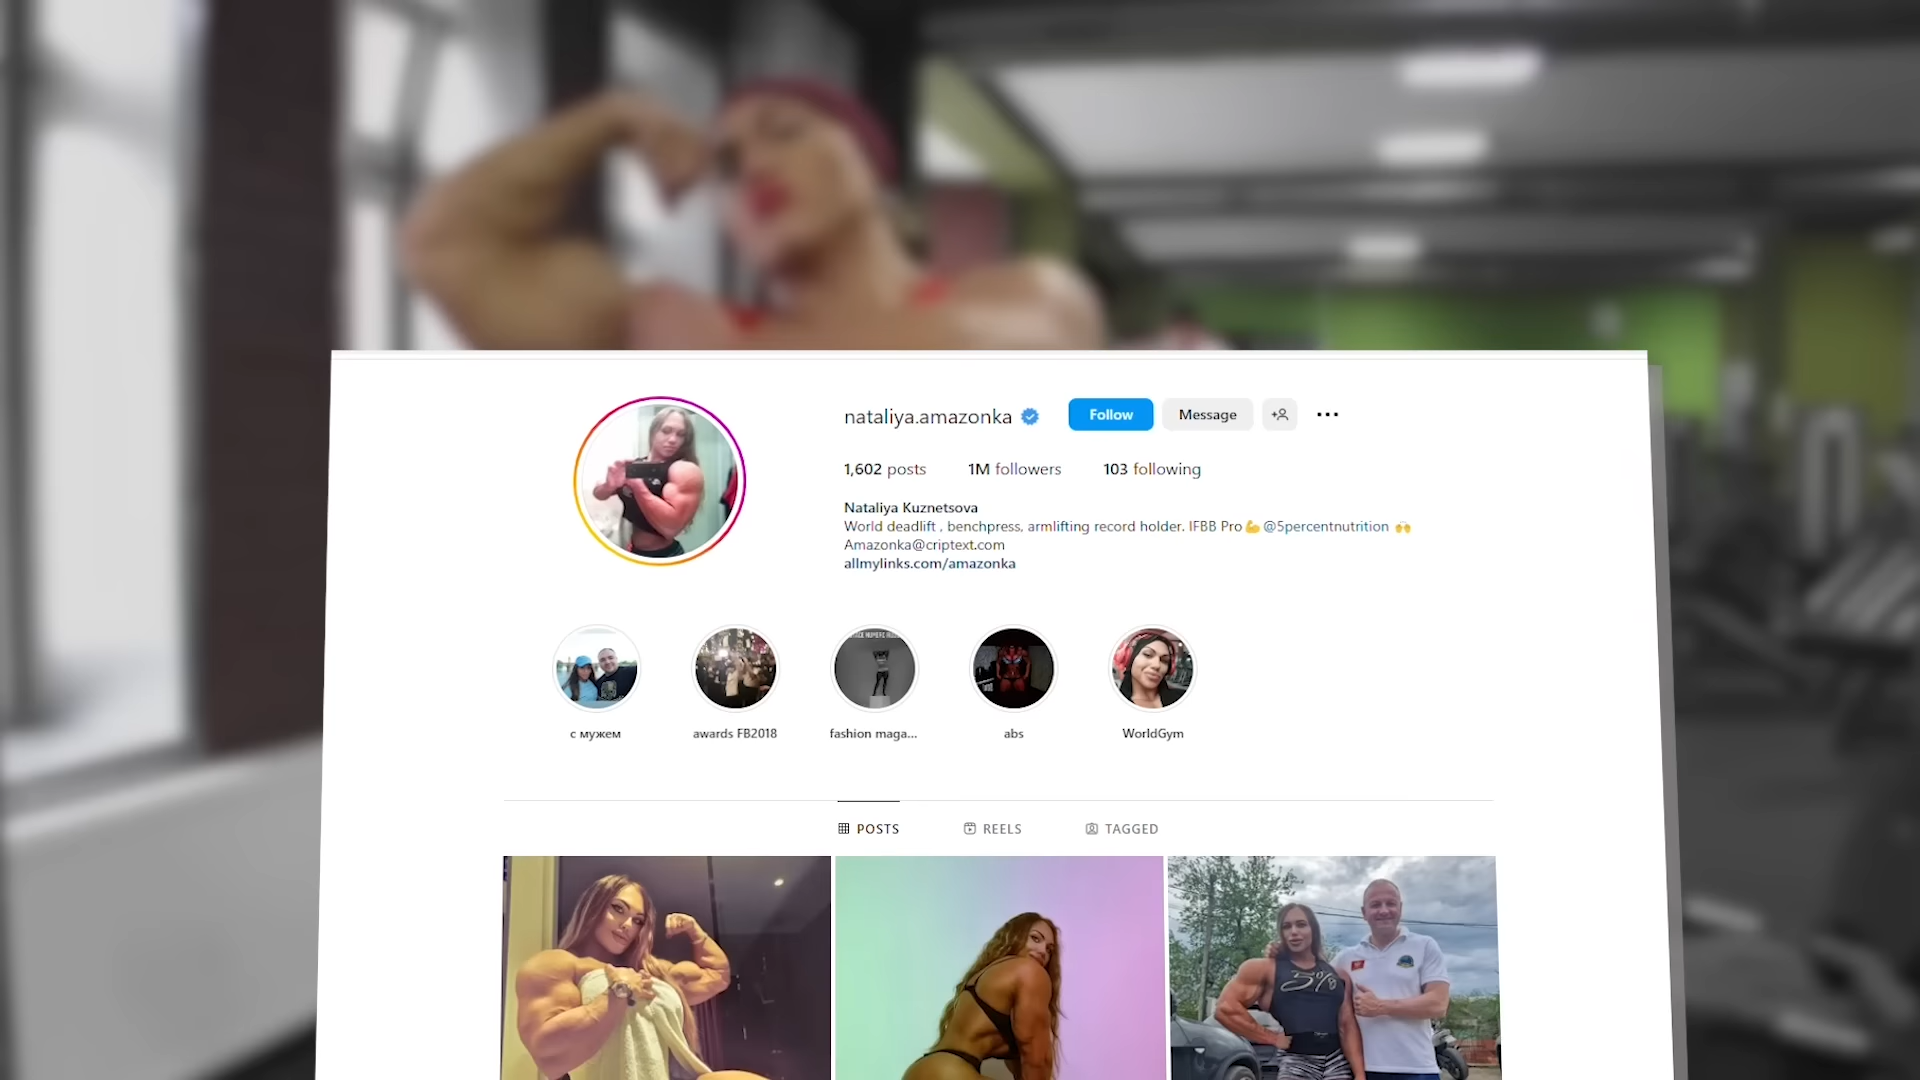 nataliya.amazonka Follow Message
1,602 posts 1M followers 103 following
Nataliya Kuznetsova
World deadlift , benchpress, armlifting record holder. IFBB Pro💪@5percentnutrition 🙌
Amazonka@criptext.com
allmylinks.com/amazonka
с мужем awards FB2018 fashion maga... abs WorldGym
POSTS REELS TAGGED
5%